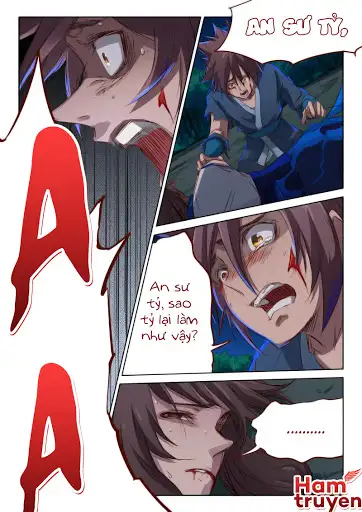 AN SƯ TỶ,
A
A
An sư
tỷ, sao
tỷ lại làm
như vậy?
..........
Ham
truyen